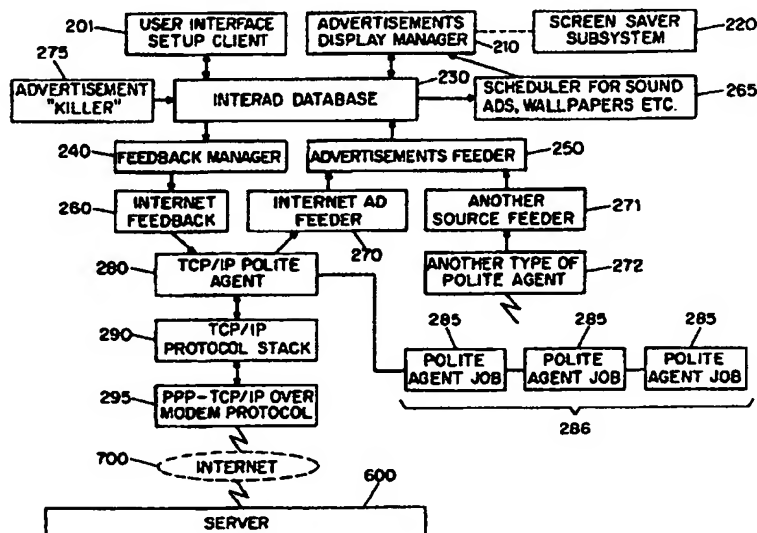 201
USER INTERFACE
SETUP CLIENT
ADVERTISEMENTS
DISPLAY MANAGER
210
SCREEN SAVER
SUBSYSTEM
220
275
ADVERTISEMENT
"KILLER"
INTERAD DATABASE
230
SCHEDULER FOR SOUND
ADS, WALLPAPERS ETC.
265
240
FEEDBACK MANAGER
ADVERTISEMENTS FEEDER
250
260
INTERNET
FEEDBACK
INTERNET AD
FEEDER
270
ANOTHER
SOURCE FEEDER
271
280
TCP/IP POLITE
AGENT
ANOTHER TYPE OF
POLITE AGENT
272
290
TCP/IP
PROTOCOL STACK
285
285
285
POLITE
AGENT JOB
POLITE
AGENT JOB
POLITE
AGENT JOB
286
295
PPP-TCP/IP OVER
MODEM PROTOCOL
700
INTERNET
600
SERVER